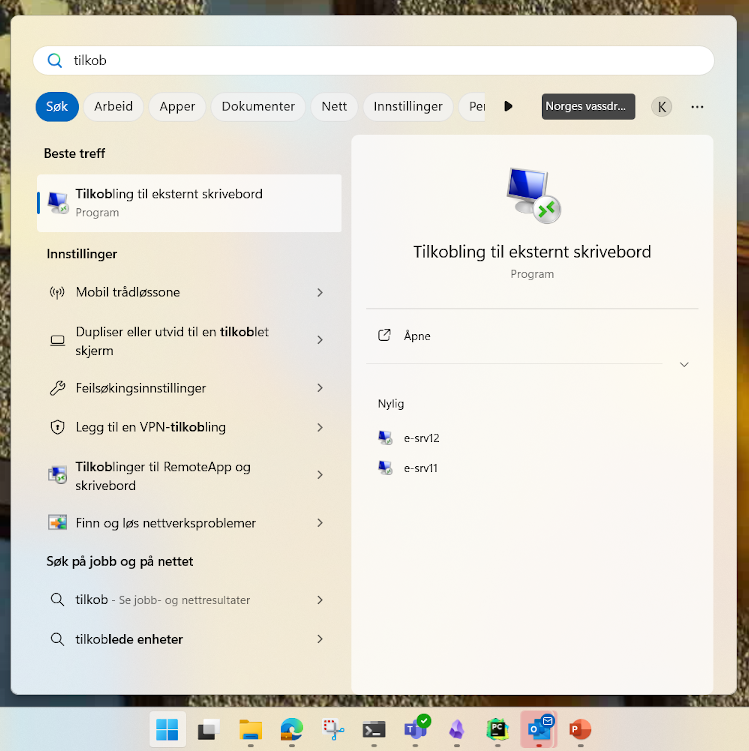 tilkob
Søk Arbeid Apper Dokumenter Nett Innstillinger Norges vassdr... K
Beste treff
Tilkobling til eksternt skrivebord
Program
Innstillinger
Mobil trådløssone
Dupliser eller utvid til en tilkoblet
skjerm
Feilsøkingsinnstillinger
Legg til en VPN-tilkobling
Tilkoblinger til RemoteApp og
skrivebord
Finn og løs nettverksproblemer
Søk på jobb og på nettet
tilkob - Se jobb- og nettresultater
tilkoblede enheter
Tilkobling til eksternt skrivebord
Program
Åpne
Nylig
e-srv12
e-srv11